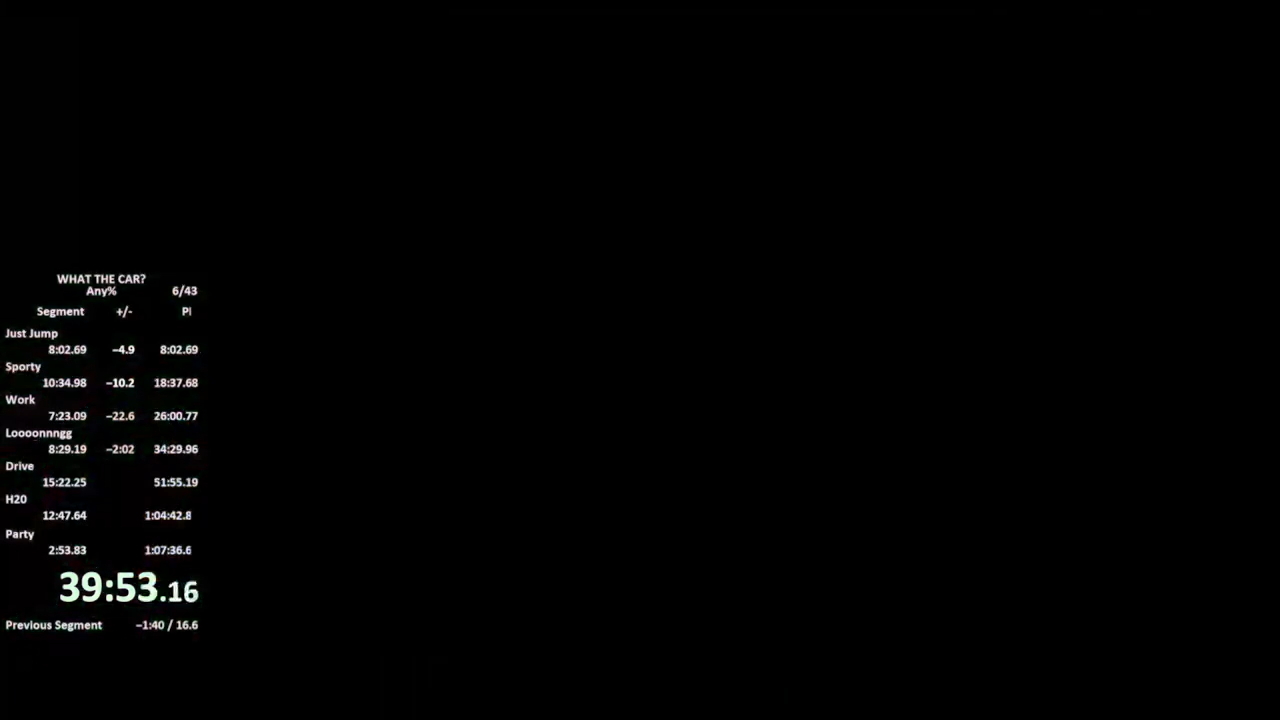 WHAT THE CAR?
Any% 6/43
Segment +/- PI
Just Jump
8:02.69 −4.9 8:02.69
Sporty
10:34.98 −10.2 18:37.68
Work
7:23.09 −22.6 26:00.77
Loooonnngg
8:29.19 −2:02 34:29.96
Drive
15:22.25 51:55.19
H20
12:47.64 1:04:42.8
Party
2:53.83 1:07:36.6
39:53.16
Previous Segment −1:40 / 16.6